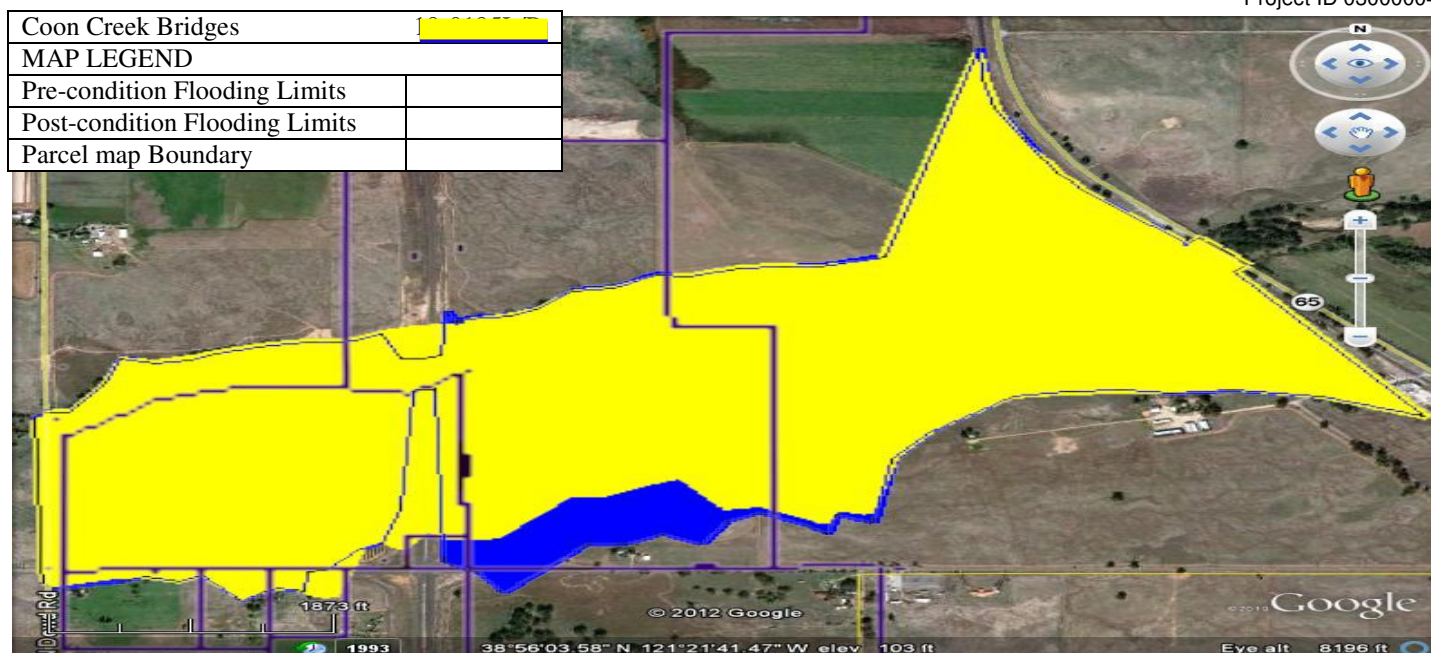 Project ID
Coon Creek Bridges
MAP LEGEND
Pre-condition Flooding Limits
Post-condition Flooding Limits
Parcel map Boundary
N
65
1873 ft
© 2012 Google
Google
1993
38°56'03.58" N 121°21'41.47" W elev 103 ft
Eye alt 8196 ft